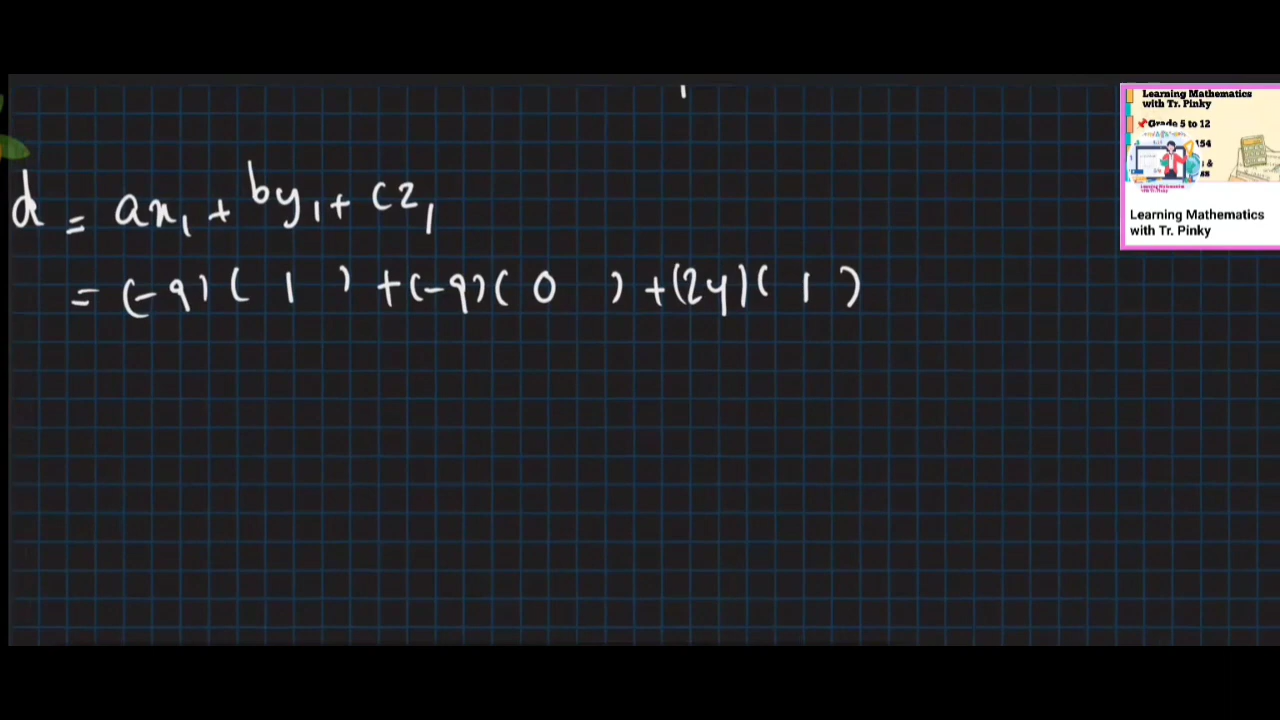 d = ax₁ + by₁ + cz₁
= (-9)( 1 ) + (-9)( 0 ) + (24)( 1 )
Learning Mathematics
with Tr. Pinky
📌Grade 5 to 12
154
&
Learning Mathematics
with Tr. Pinky